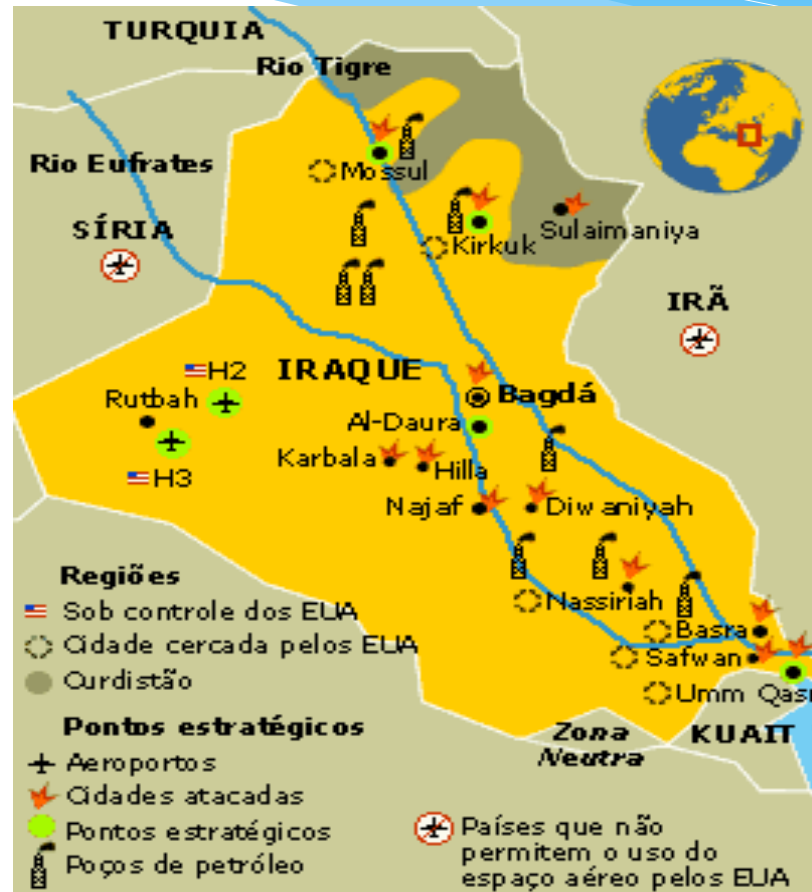 TURQUIA
Rio Tigre
Rio Eufrates
Mossul
SÍRIA
Kirkuk
Sulaimaniya
IRÃ
H2
IRAQUE
Rutbah
Bagdá
Al-Daura
Karbala
Hilla
H3
Najaf
Diwaniyah
Nassiriah
Basra
Safwan
Umm Qasr
Zona
Neutra
KUAIT
Regiões
Sob controle dos EUA
Cidade cercada pelos EUA
Curdistão
Pontos estratégicos
Aeroportos
Cidades atacadas
Pontos estratégicos
Poços de petróleo
Países que não
permitem o uso do
espaço aéreo pelos EUA